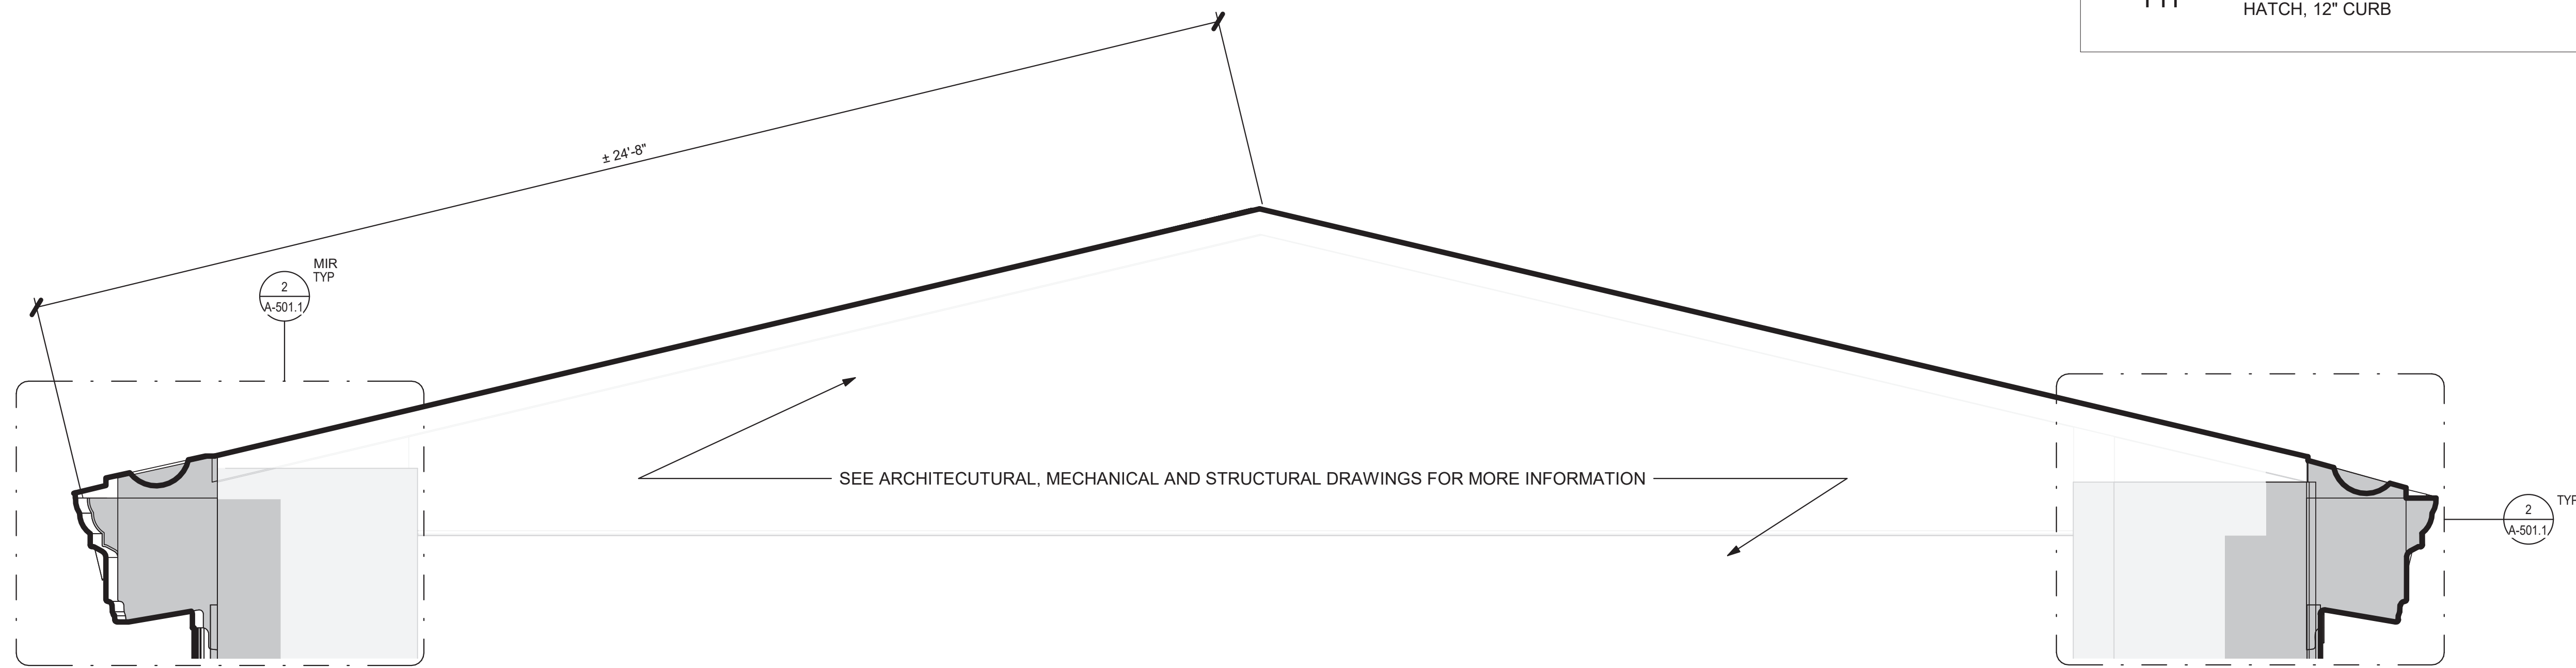 HATCH, 12" CURB
± 24'-8"
MIR
TYP
2
A-501.1
SEE ARCHITECUTURAL, MECHANICAL AND STRUCTURAL DRAWINGS FOR MORE INFORMATION
TYP
2
A-501.1